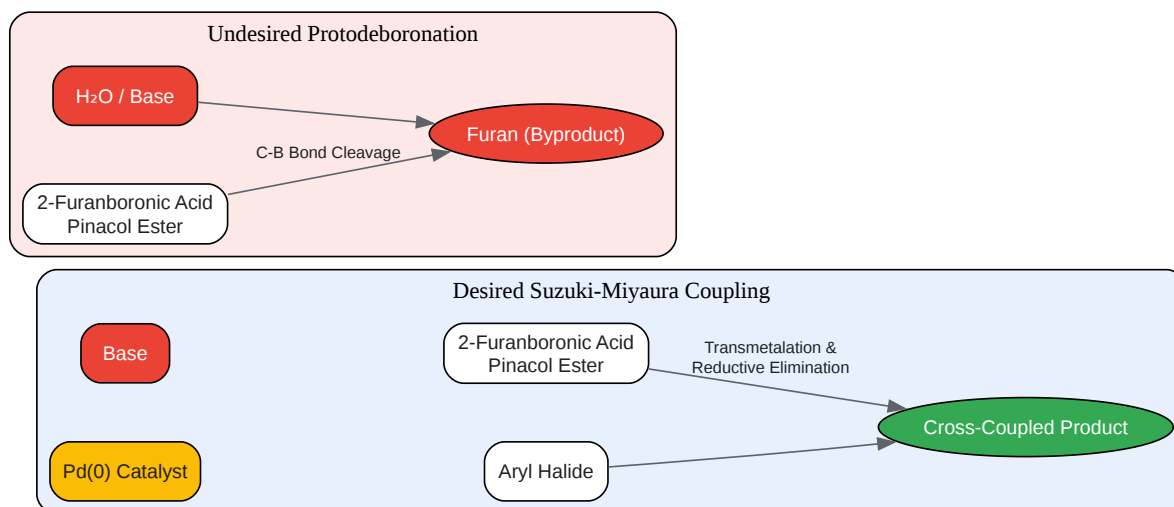 Undesired Protodeboronation
H₂O / Base
Furan (Byproduct)
C-B Bond Cleavage
2-Furanboronic Acid
Pinacol Ester
Desired Suzuki-Miyaura Coupling
Base
2-Furanboronic Acid
Pinacol Ester
Transmetalation &
Reductive Elimination
Cross-Coupled Product
Pd(0) Catalyst
Aryl Halide